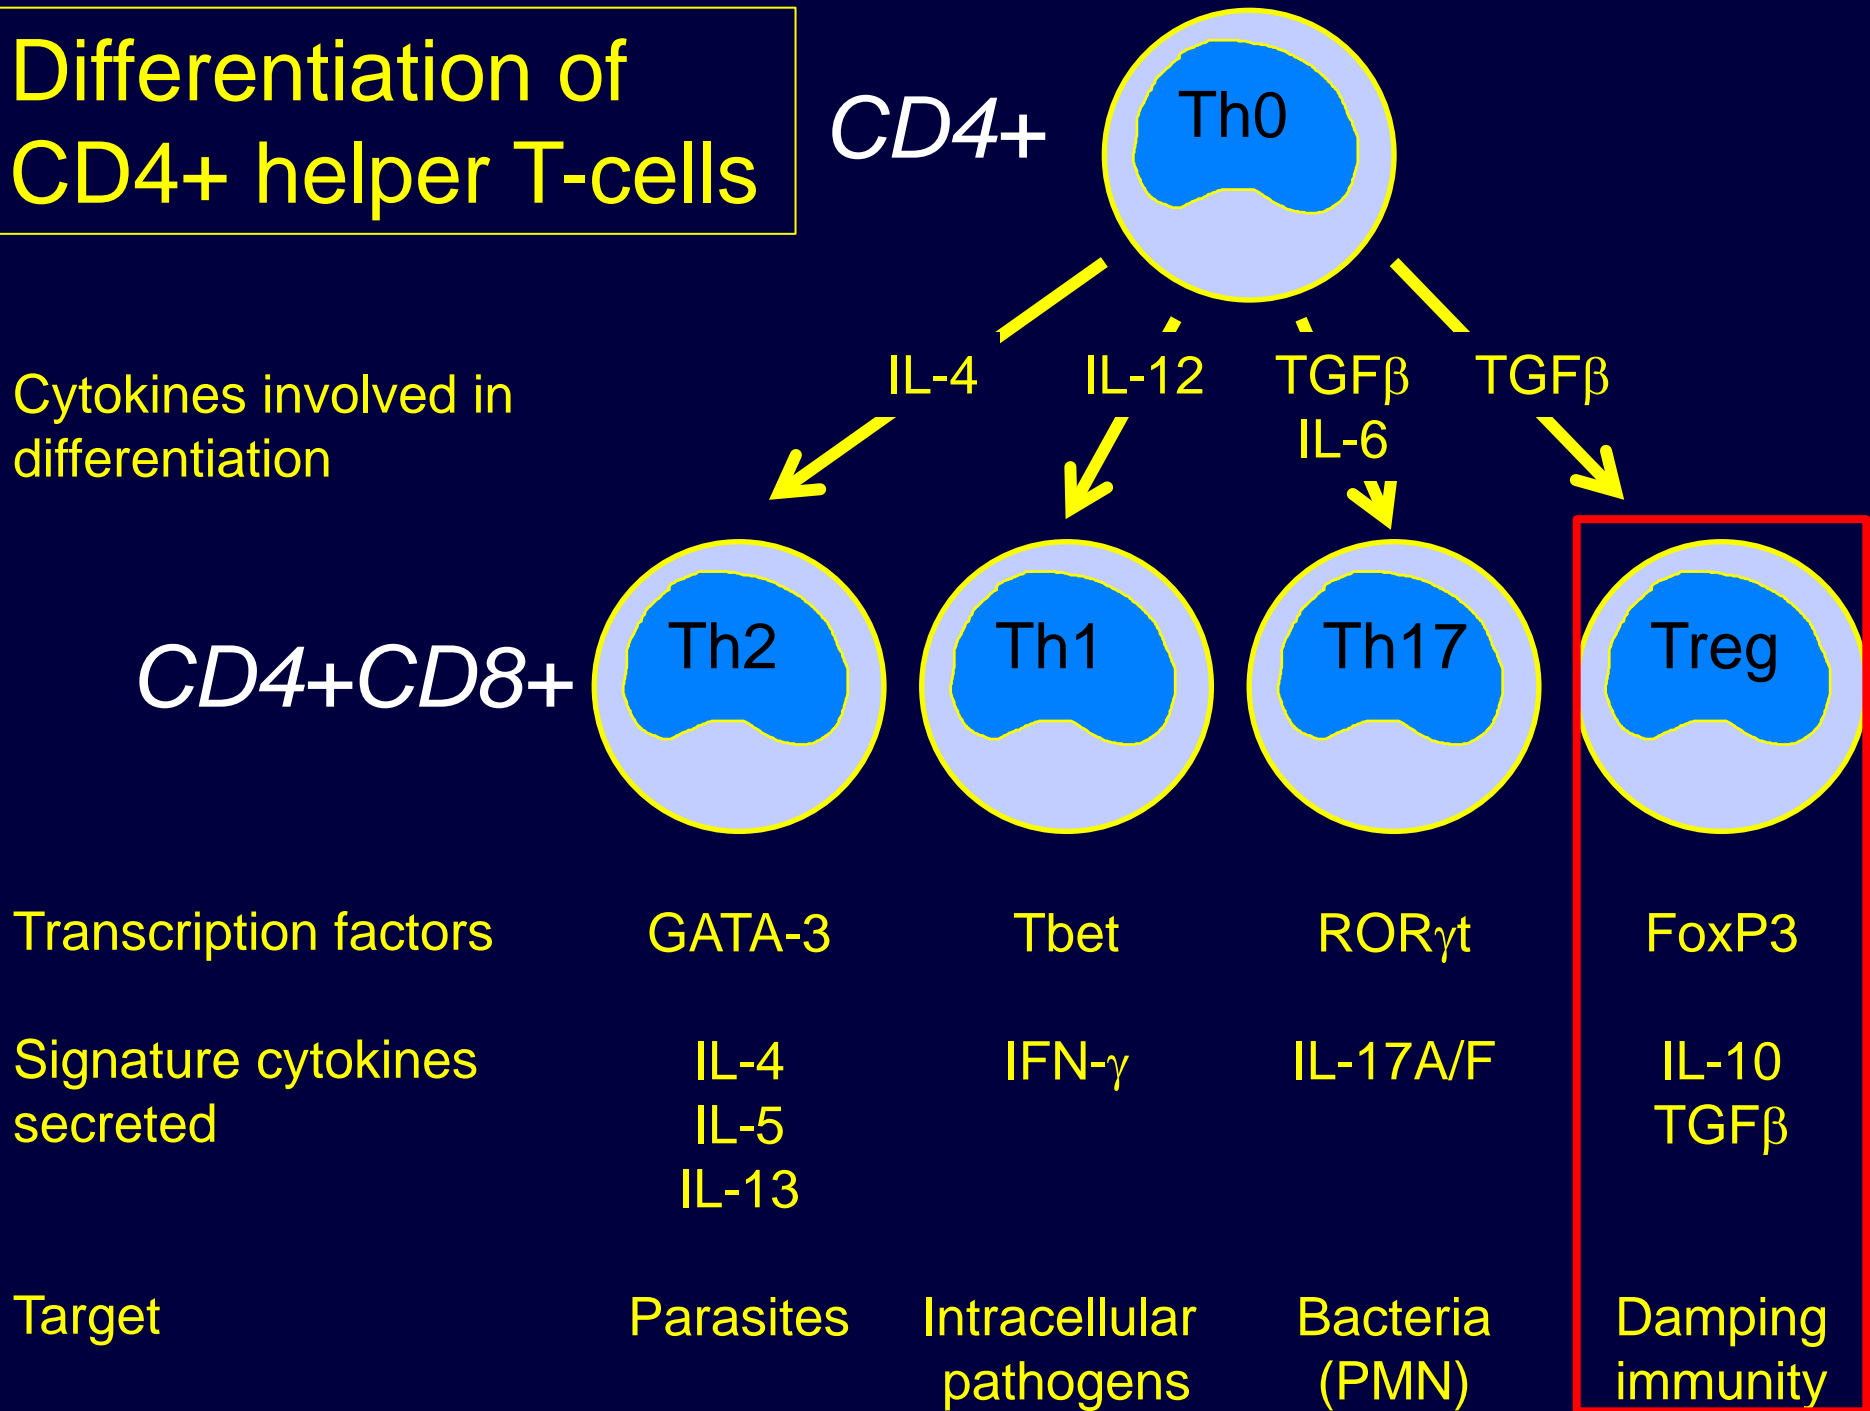 Differentiation of
CD4+ helper T-cells
CD4+
Th0
Cytokines involved in
differentiation
IL-4
IL-12
TGFβ
IL-6
TGFβ
CD4+CD8+
Th2
Th1
Th17
Treg
Transcription factors
GATA-3
Tbet
RORγt
FoxP3
Signature cytokines
secreted
IL-4
IL-5
IL-13
IFN-γ
IL-17A/F
IL-10
TGFβ
Target
Parasites
Intracellular
pathogens
Bacteria
(PMN)
Damping
immunity